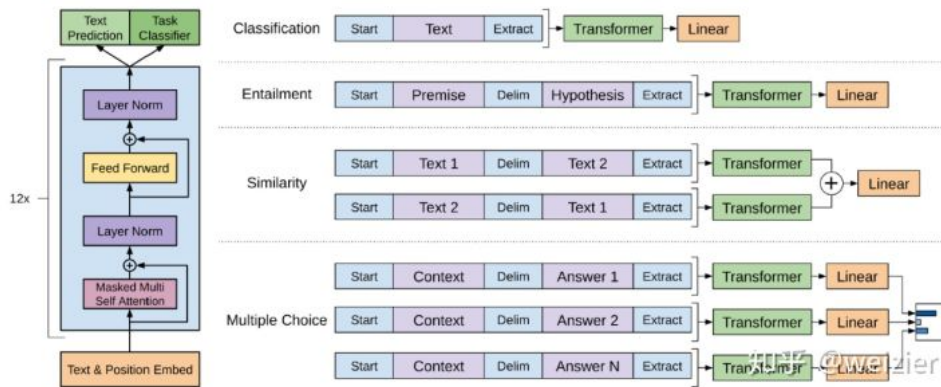 Text
Prediction
Task
Classifier
Layer Norm
Feed Forward
12x
Layer Norm
Masked Multi
Self Attention
Text & Position Embed
Classification
Start Text Extract Transformer Linear
Entailment
Start Premise Delim Hypothesis Extract Transformer Linear
Similarity
Start Text 1 Delim Text 2 Extract Transformer
Linear
Start Text 2 Delim Text 1 Extract Transformer
Multiple Choice
Start Context Delim Answer 1 Extract Transformer Linear
Start Context Delim Answer 2 Extract Transformer Linear
Start Context Delim Answer N Extract Transformer Linear
知乎 @weizier